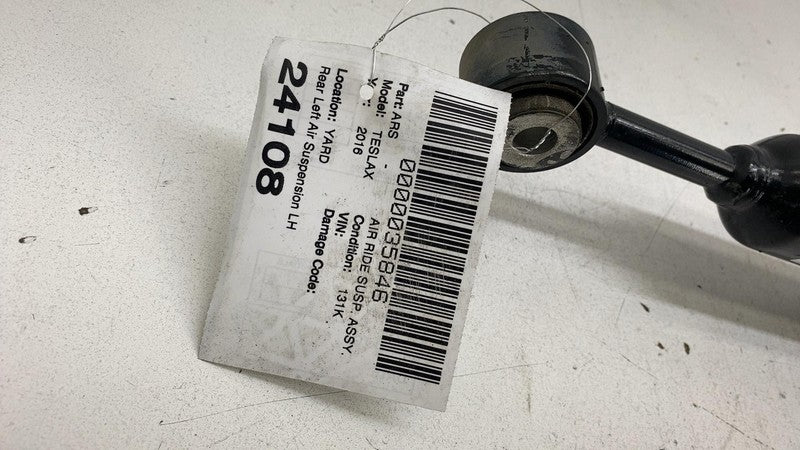 0000035846
Part: ARS - AIR RIDE SUSP. ASSY.
Model: TESLAX Condition: 131K
Year: 2016 VIN:
Location: YARD Damage Code:
Rear Left Air Suspension LH
24108